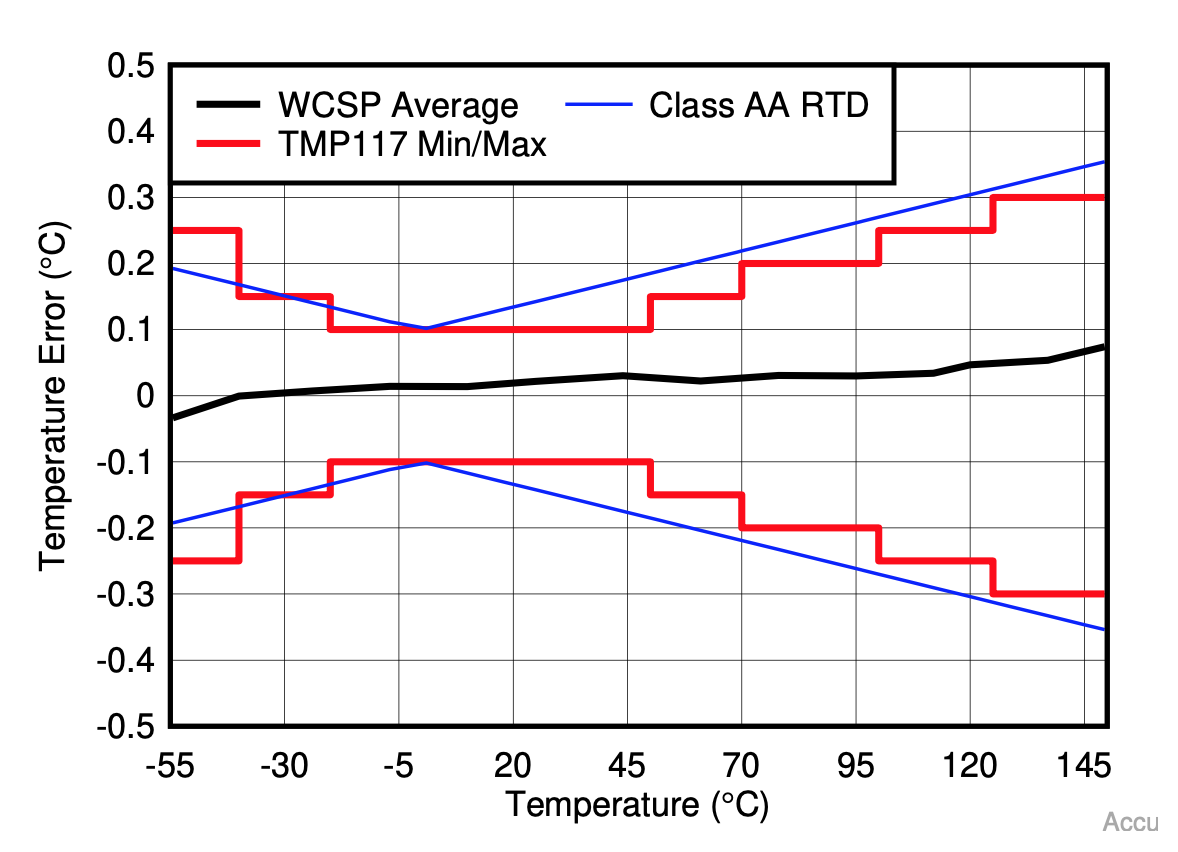 0.5
WCSP Average
Class AA RTD
TMP117 Min/Max
0.4
0.3
0.2
0.1
0
-0.1
-0.2
-0.3
-0.4
-0.5
Temperature Error (°C)
-55 -30 -5 20 45 70 95 120 145
Temperature (°C)
Accu